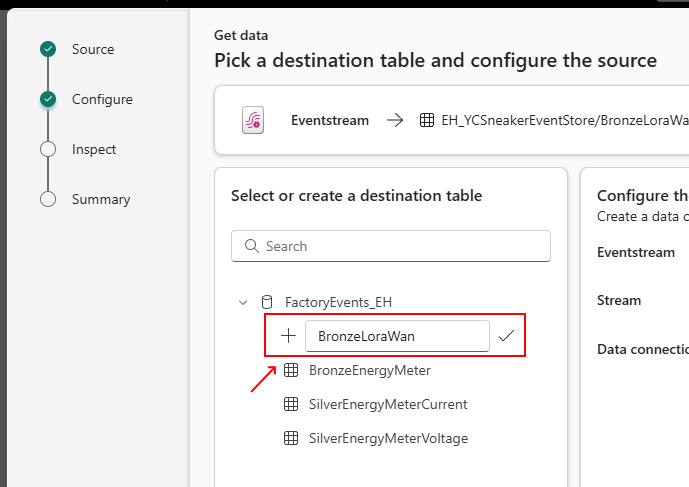 Source
Configure
Inspect
Summary
Get data
Pick a destination table and configure the source
Eventstream
EH_YCSneakerEventStore/BronzeLoraWa
Select or create a destination table
Search
FactoryEvents_EH
BronzeLoraWan
BronzeEnergyMeter
SilverEnergyMeterCurrent
SilverEnergyMeterVoltage
Configure the
Create a data c
Eventstream
Stream
Data connectio